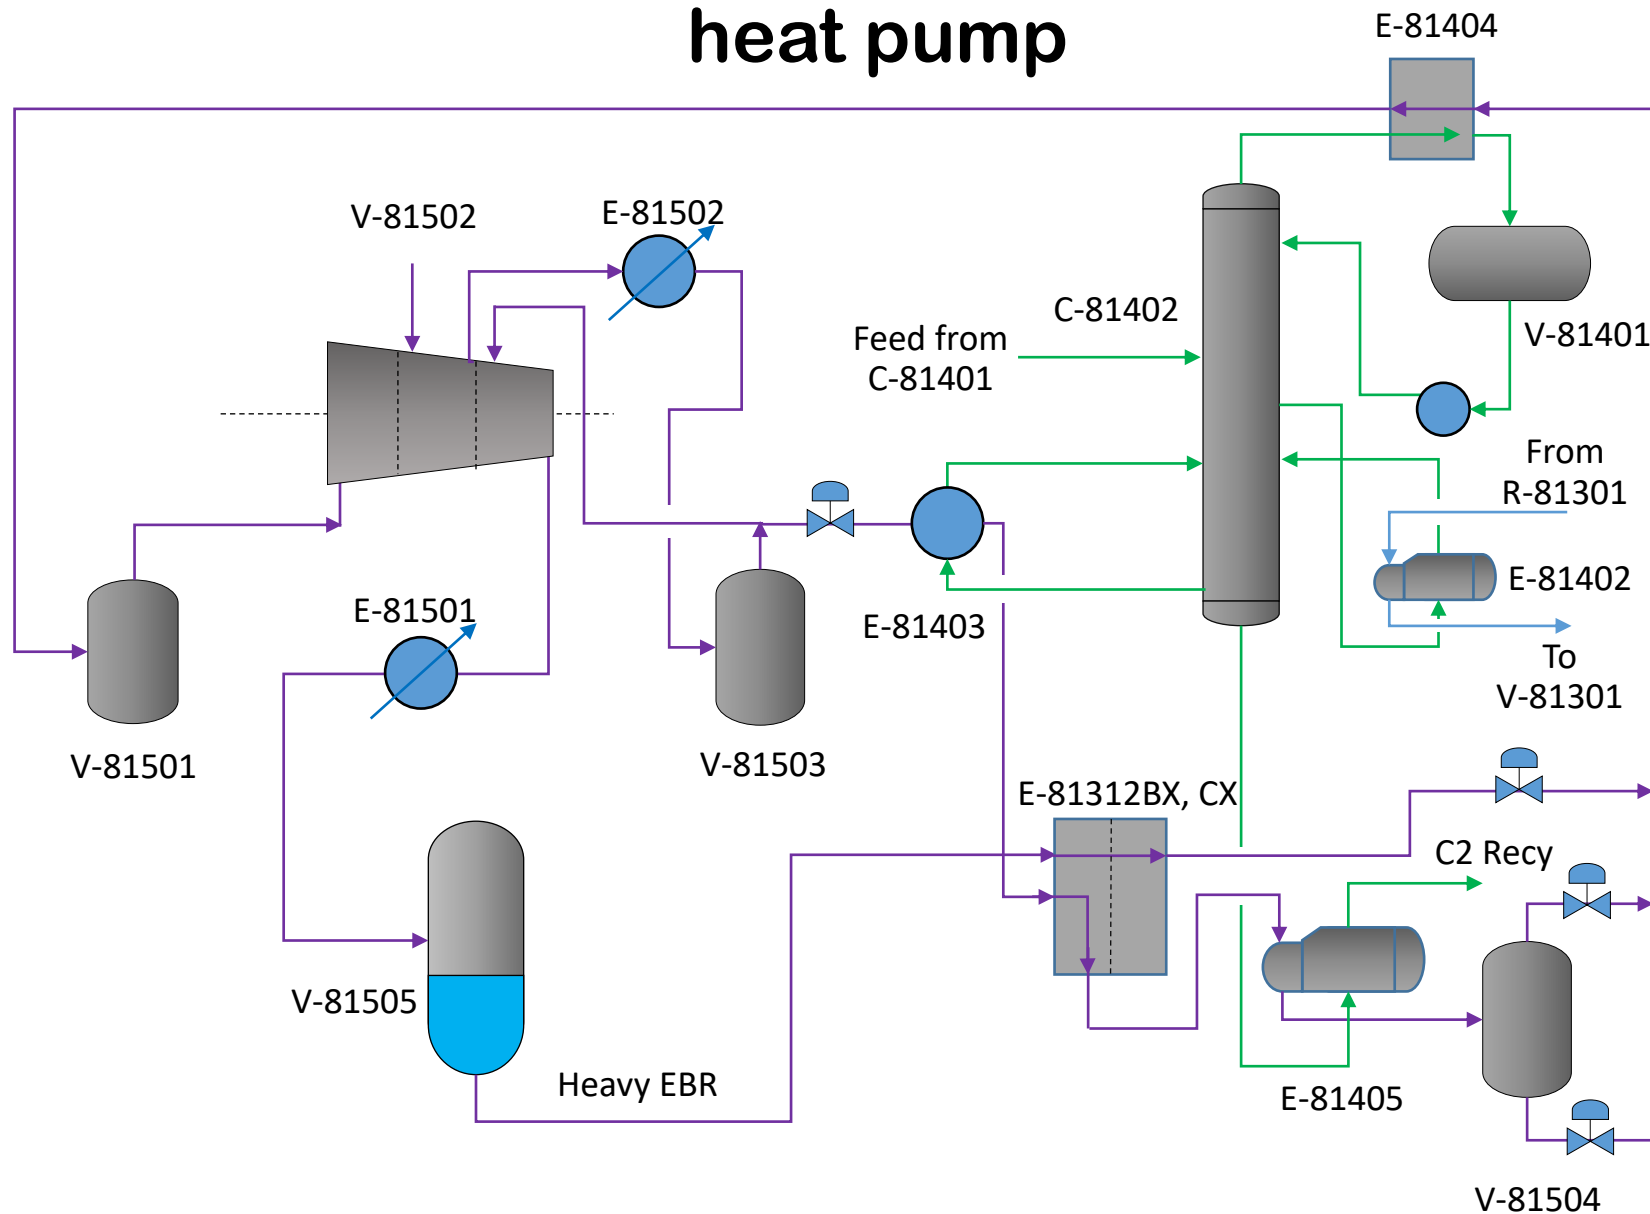 heat pump
E-81404
V-81502
E-81502
C-81402
Feed from
C-81401
V-81401
From
R-81301
E-81402
E-81501
E-81403
To
V-81301
V-81501
V-81503
E-81312BX, CX
C2 Recy
V-81505
Heavy EBR
E-81405
V-81504